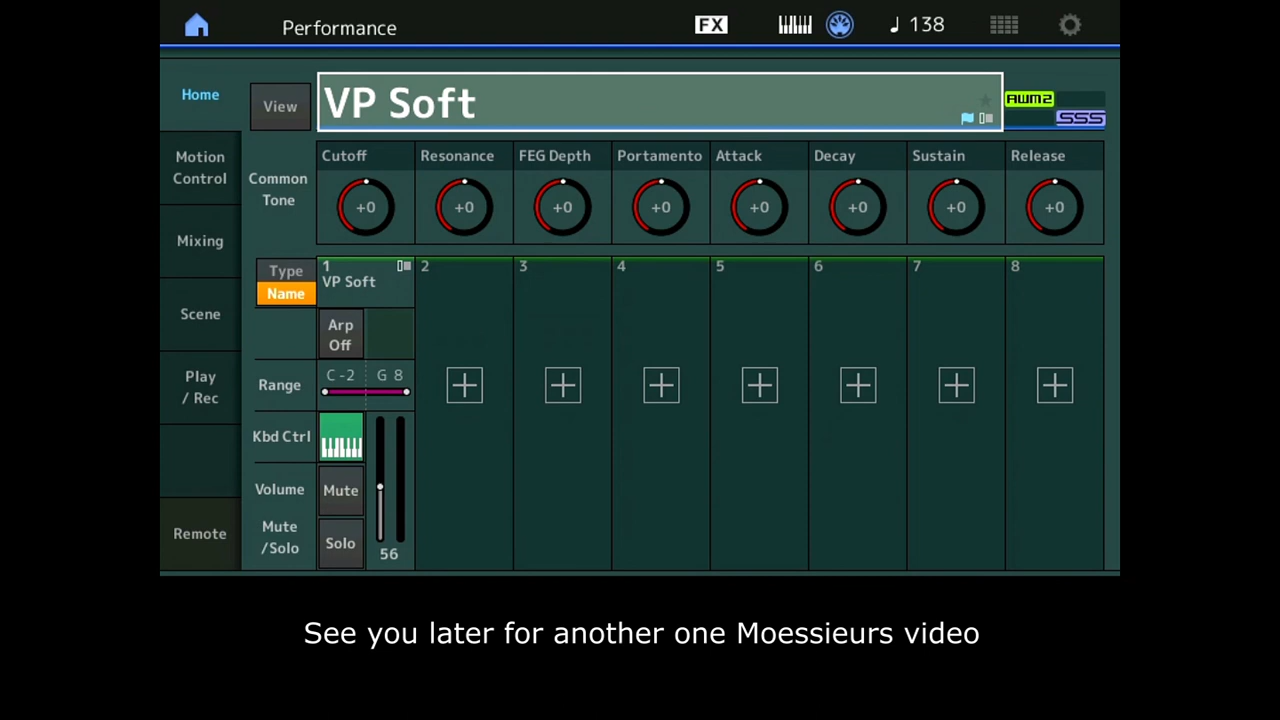 Performance
FX
138
Home
View
VP Soft
AWM2
SSS
Motion
Control
Common
Tone
Cutoff
Resonance
FEG Depth
Portamento
Attack
Decay
Sustain
Release
+0
+0
+0
+0
+0
+0
+0
+0
Mixing
Type
Name
1
VP Soft
2
3
4
5
6
7
8
Scene
Arp
Off
Play
/ Rec
Range
C -2
G 8
Kbd Ctrl
Volume
Mute
Remote
Mute
/Solo
Solo
56
See you later for another one Moessieurs video